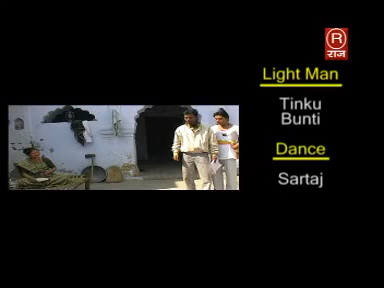 R
राज
Light Man
Tinku
Bunti
Dance
Sartaj